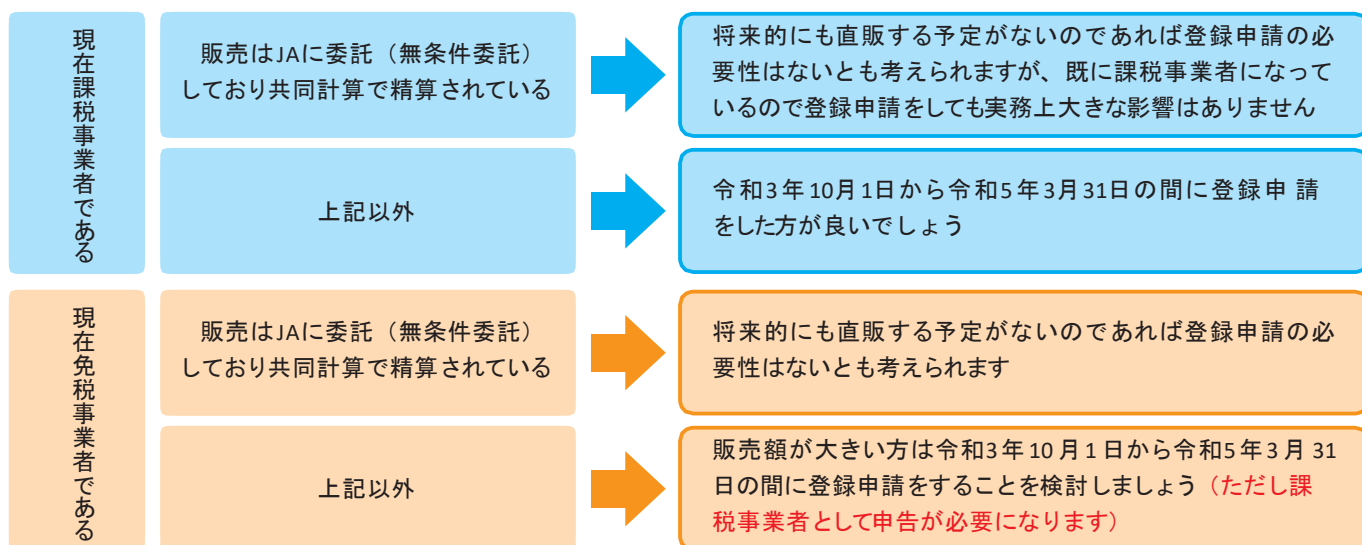 現在課税事業者である
販売はJAに委託（無条件委託）
しており共同計算で精算されている
将来的にも直販する予定がないのであれば登録申請の必
要性はないとも考えられますが、既に課税事業者になって
いるので登録申請をしても実務上大きな影響はありません
上記以外
令和3年10月1日から令和5年3月31日の間に登録申 請
をした方が良いでしょう
現在免税事業者である
販売はJAに委託（無条件委託）
しており共同計算で精算されている
将来的にも直販する予定がないのであれば登録申請の必
要性はないとも考えられます
上記以外
販売額が大きい方は令和3年10月1日から令和5年3月31
日の間に登録申請をすることを検討しましょう（ただし課
税事業者として申告が必要になります）